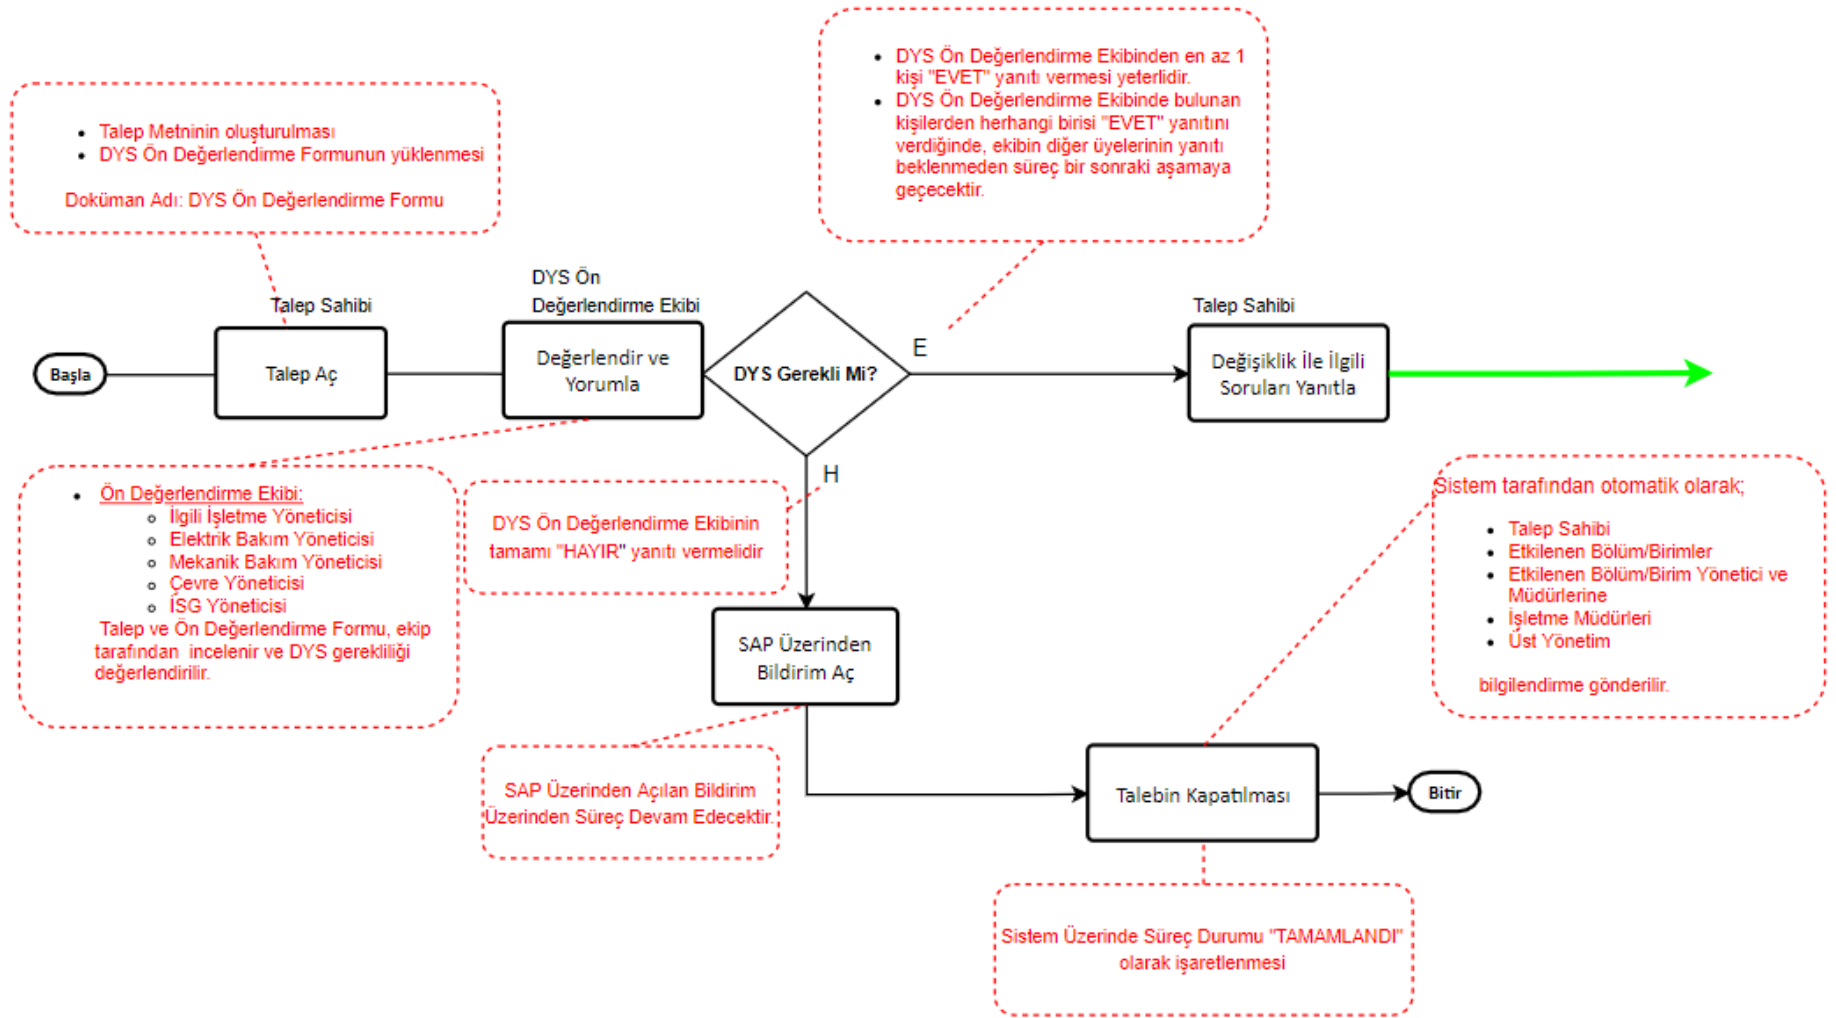 DYS Ön Değerlendirme Ekibinden en az 1
kişi "EVET" yanıtı vermesi yeterlidir.
DYS Ön Değerlendirme Ekibinde bulunan
kişilerden herhangi birisi "EVET" yanıtını
verdiğinde, ekibin diğer üyelerinin yanıtı
beklenmeden süreç bir sonraki aşamaya
geçecektir.
Talep Metninin oluşturulması
DYS Ön Değerlendirme Formunun yüklenmesi
Doküman Adı: DYS Ön Değerlendirme Formu
Talep Sahibi
DYS Ön
Değerlendirme Ekibi
Talep Sahibi
Başla
Talep Aç
Değerlendir ve
Yorumla
DYS Gerekli Mi?
E
Değişiklik İle İlgili
Soruları Yanıtla
H
Ön Değerlendirme Ekibi:
İlgili İşletme Yöneticisi
Elektrik Bakım Yöneticisi
Mekanik Bakım Yöneticisi
Çevre Yöneticisi
İSG Yöneticisi
Talep ve Ön Değerlendirme Formu, ekip
tarafından incelenir ve DYS gerekliliği
değerlendirilir.
DYS Ön Değerlendirme Ekibinin
tamamı "HAYIR" yanıtı vermelidir
Sistem tarafından otomatik olarak;
Talep Sahibi
Etkilenen Bölüm/Birimler
Etkilenen Bölüm/Birim Yönetici ve
Müdürlerine
İşletme Müdürleri
Üst Yönetim
bilgilendirme gönderilir.
SAP Üzerinden
Bildirim Aç
SAP Üzerinden Açılan Bildirim
Üzerinden Süreç Devam Edecektir.
Talebin Kapatılması
Bitir
Sistem Üzerinde Süreç Durumu "TAMAMLANDI"
olarak işaretlenmesi